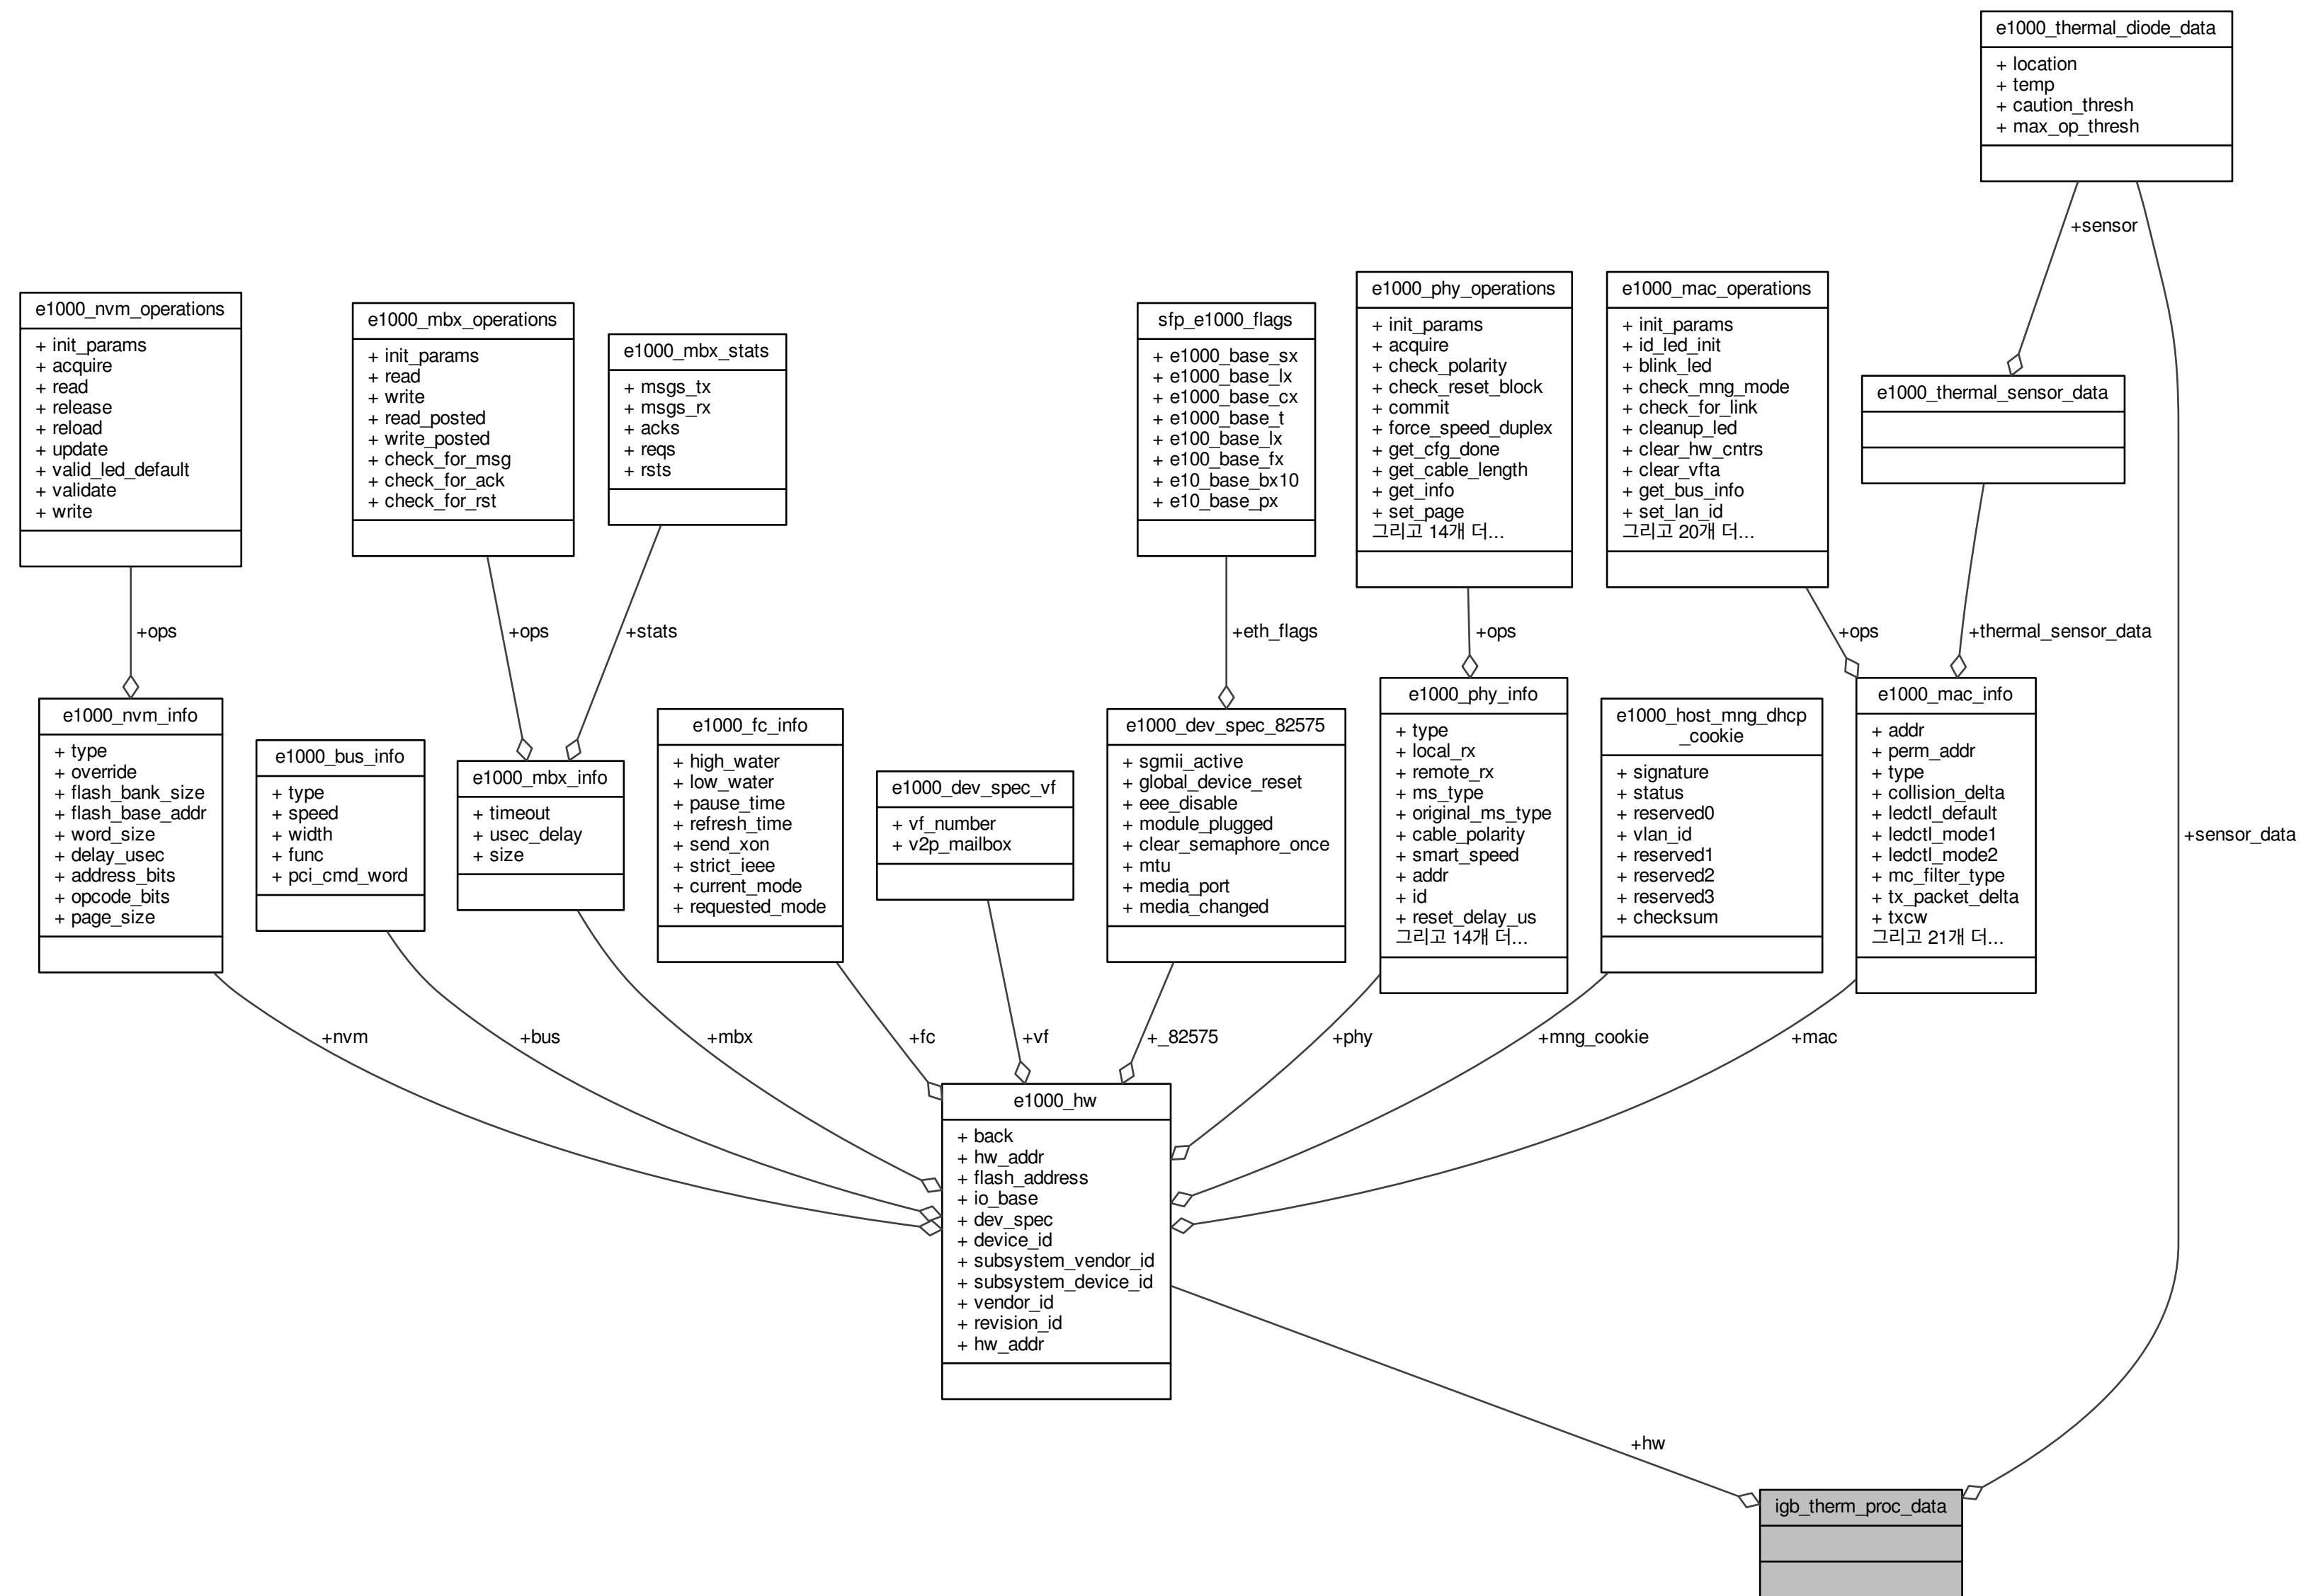 e1000_thermal_diode_data
+ location
+ temp
+ caution_thresh
+ max_op_thresh
+sensor
e1000_nvm_operations
+ init_params
+ acquire
+ read
+ release
+ reload
+ update
+ valid_led_default
+ validate
+ write
e1000_mbx_operations
+ init_params
+ read
+ write
+ read_posted
+ write_posted
+ check_for_msg
+ check_for_ack
+ check_for_rst
e1000_mbx_stats
+ msgs_tx
+ msgs_rx
+ acks
+ reqs
+ rsts
sfp_e1000_flags
+ e1000_base_sx
+ e1000_base_lx
+ e1000_base_cx
+ e1000_base_t
+ e100_base_lx
+ e100_base_fx
+ e10_base_bx10
+ e10_base_px
e1000_phy_operations
+ init_params
+ acquire
+ check_polarity
+ check_reset_block
+ commit
+ force_speed_duplex
+ get_cfg_done
+ get_cable_length
+ get_info
+ set_page
그리고 14개 더...
e1000_mac_operations
+ init_params
+ id_led_init
+ blink_led
+ check_mng_mode
+ check_for_link
+ cleanup_led
+ clear_hw_cntrs
+ clear_vfta
+ get_bus_info
+ set_lan_id
그리고 20개 더...
e1000_thermal_sensor_data
+ops
+ops
+stats
+eth_flags
+ops
+ops
+thermal_sensor_data
e1000_nvm_info
+ type
+ override
+ flash_bank_size
+ flash_base_addr
+ word_size
+ delay_usec
+ address_bits
+ opcode_bits
+ page_size
e1000_bus_info
+ type
+ speed
+ width
+ func
+ pci_cmd_word
e1000_mbx_info
+ timeout
+ usec_delay
+ size
e1000_fc_info
+ high_water
+ low_water
+ pause_time
+ refresh_time
+ send_xon
+ strict_ieee
+ current_mode
+ requested_mode
e1000_dev_spec_vf
+ vf_number
+ v2p_mailbox
e1000_dev_spec_82575
+ sgmii_active
+ global_device_reset
+ eee_disable
+ module_plugged
+ clear_semaphore_once
+ mtu
+ media_port
+ media_changed
e1000_phy_info
+ type
+ local_rx
+ remote_rx
+ ms_type
+ original_ms_type
+ cable_polarity
+ smart_speed
+ addr
+ id
+ reset_delay_us
그리고 14개 더...
e1000_host_mng_dhcp
_cookie
+ signature
+ status
+ reserved0
+ vlan_id
+ reserved1
+ reserved2
+ reserved3
+ checksum
e1000_mac_info
+ addr
+ perm_addr
+ type
+ collision_delta
+ ledctl_default
+ ledctl_mode1
+ ledctl_mode2
+ mc_filter_type
+ tx_packet_delta
+ txcw
그리고 21개 더...
+sensor_data
+nvm
+bus
+mbx
+fc
+vf
+_82575
+phy
+mng_cookie
+mac
e1000_hw
+ back
+ hw_addr
+ flash_address
+ io_base
+ dev_spec
+ device_id
+ subsystem_vendor_id
+ subsystem_device_id
+ vendor_id
+ revision_id
+ hw_addr
+hw
igb_therm_proc_data